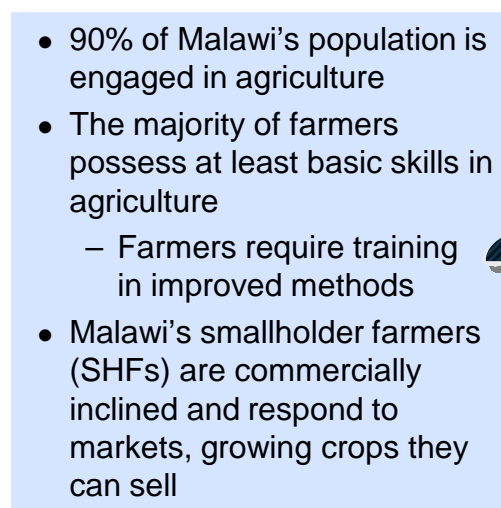 • 90% of Malawi's population is
engaged in agriculture
• The majority of farmers
possess at least basic skills in
agriculture
– Farmers require training
in improved methods
• Malawi's smallholder farmers
(SHFs) are commercially
inclined and respond to
markets, growing crops they
can sell